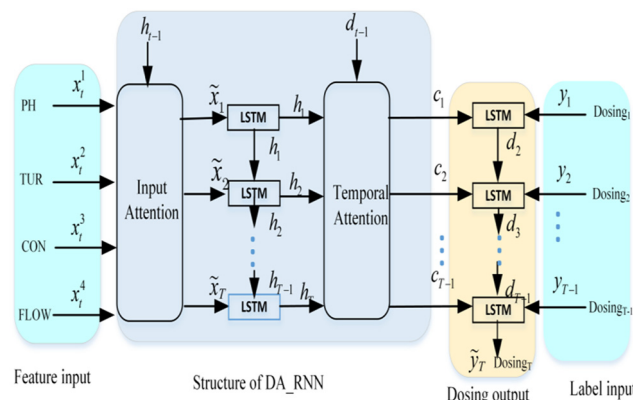 h_{t-1}
d_{t-1}
PH
x_t^1
x̃_1
LSTM
h_1
c_1
LSTM
y_1
Dosing_1
h_1
d_2
TUR
x_t^2
Input Attention
x̃_2
LSTM
h_2
Temporal Attention
c_2
LSTM
y_2
Dosing_2
h_2
d_3
CON
x_t^3
FLOW
x_t^4
x̃_T
h_{T-1}
LSTM
h_T
c_{T-1}
d_{T-1}
LSTM
y_{T-1}
Dosing_{T-1}
ỹ_T
Dosing_T
Feature input
Structure of DA_RNN
Dosing output
Label input